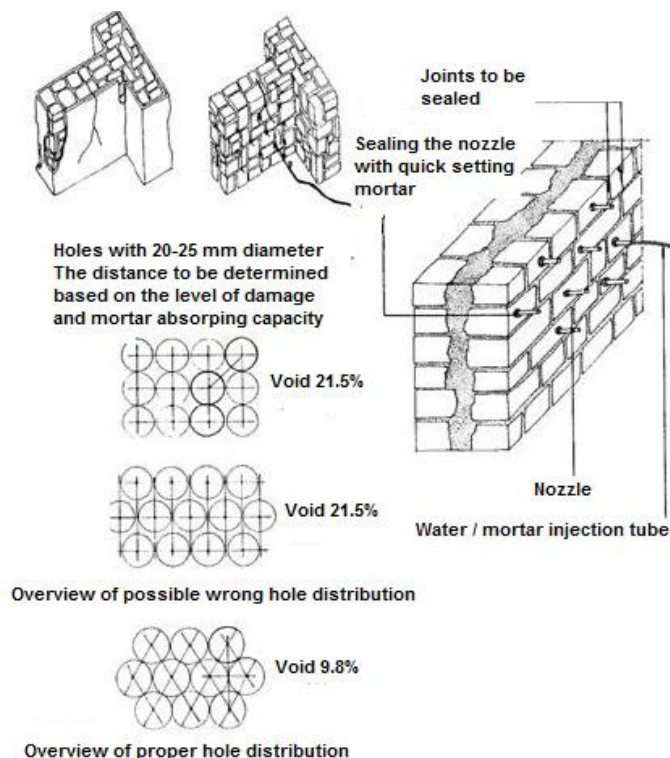 Joints to be
sealed
Sealing the nozzle
with quick setting
mortar
Holes with 20-25 mm diameter
The distance to be determined
based on the level of damage
and mortar absorping capacity
Void 21.5%
Void 21.5%
Nozzle
Water / mortar injection tube
Overview of possible wrong hole distribution
Void 9.8%
Overview of proper hole distribution